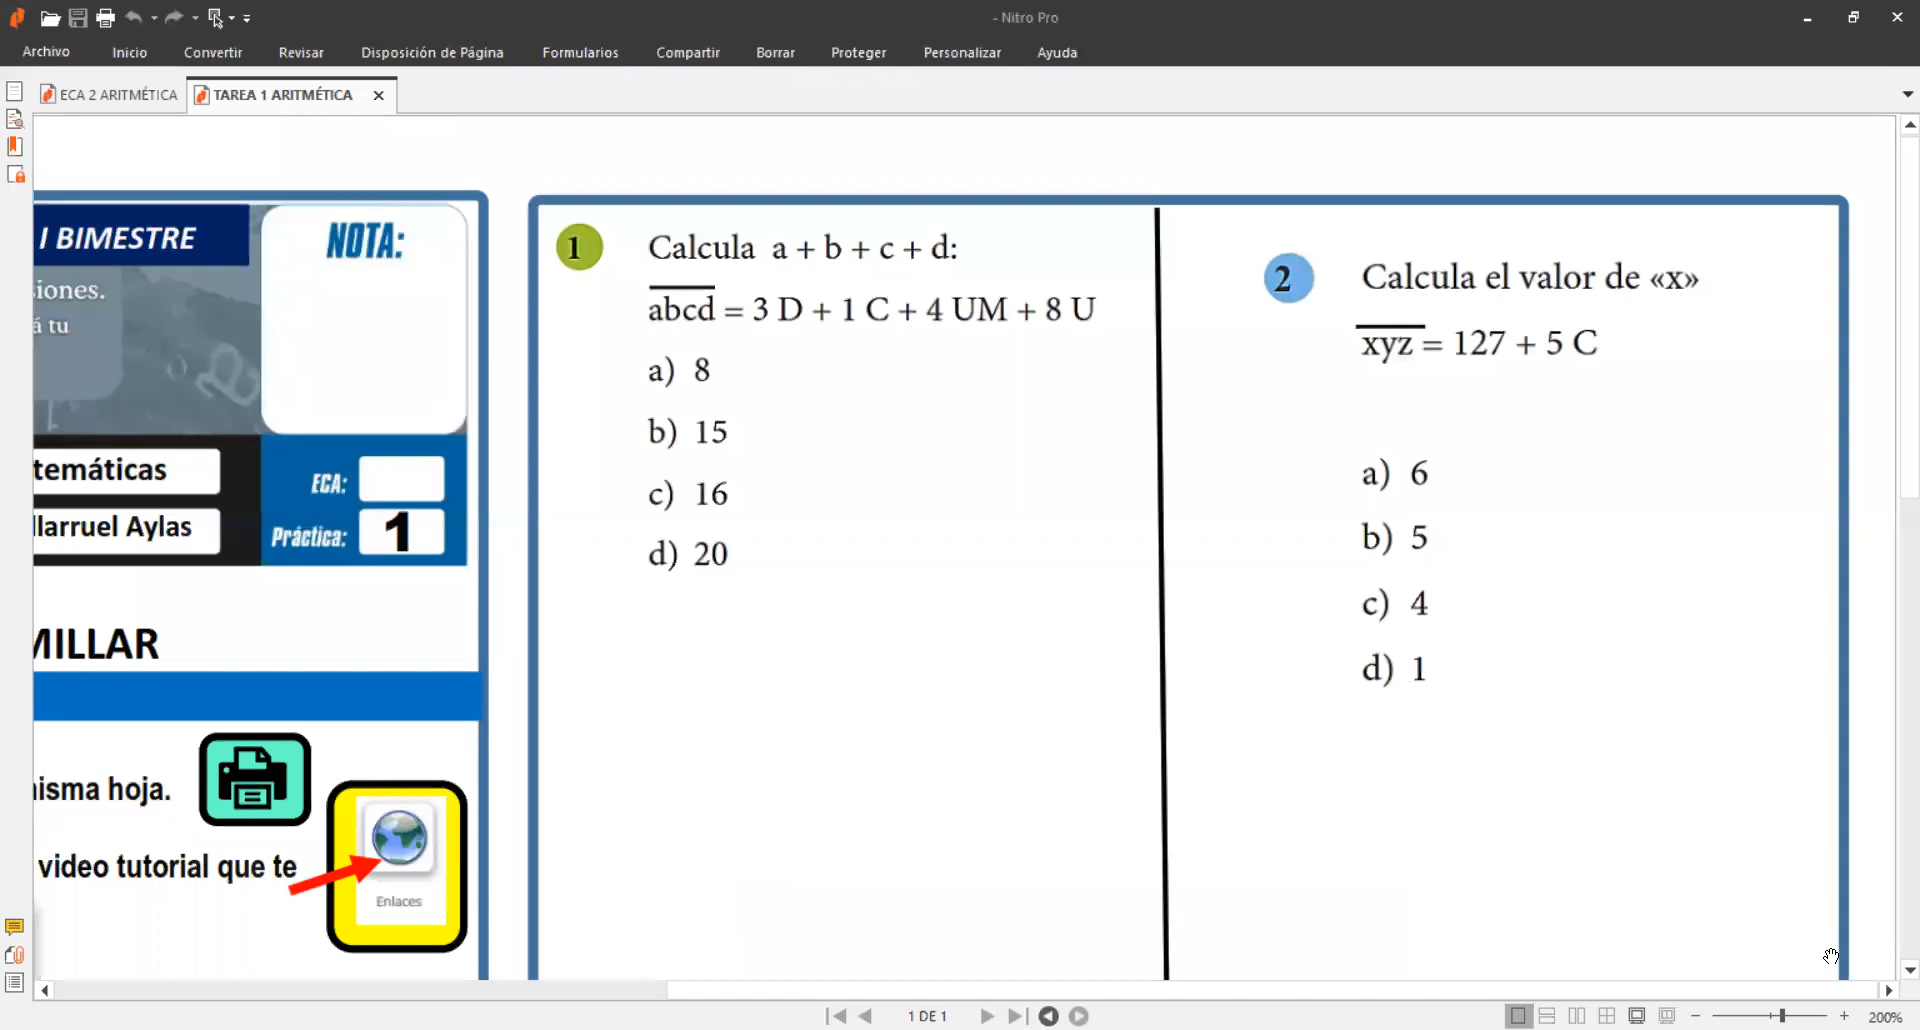 - Nitro Pro
Archivo Inicio Convertir Revisar Disposición de Página Formularios Compartir Borrar Proteger Personalizar Ayuda
ECA 2 ARITMÉTICA TAREA 1 ARITMÉTICA
I BIMESTRE
NOTA:
iones.
á tu
temáticas
ECA:
llarruel Aylas
Práctica: 1
MILLAR
isma hoja.
video tutorial que te
Enlaces
1 Calcula a + b + c + d:
abcd = 3 D + 1 C + 4 UM + 8 U
a) 8
b) 15
c) 16
d) 20
2 Calcula el valor de «x»
xyz = 127 + 5 C
a) 6
b) 5
c) 4
d) 1
1 DE 1
200%